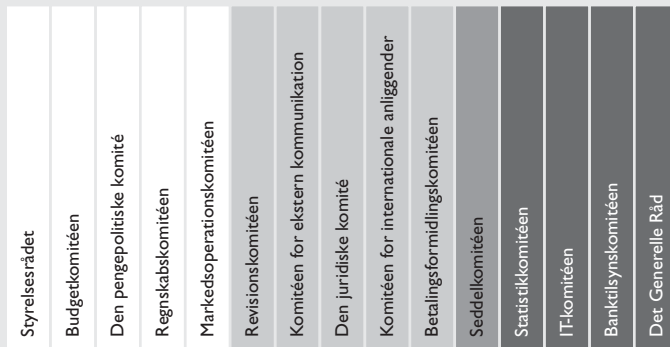 Styrelsesrådet
Budgetkomitéen
Den pengepolitiske komité
Regnskabskomitéen
Markedsoperationskomitéen
Revisionskomitéen
Komitéen for ekstern kommunikation
Den juridiske komité
Komitéen for internationale anliggender
Betalingsformidlingskomitéen
Seddelkomitéen
Statistikkomitéen
IT-komitéen
Banktilsynskomitéen
Det Generelle Råd